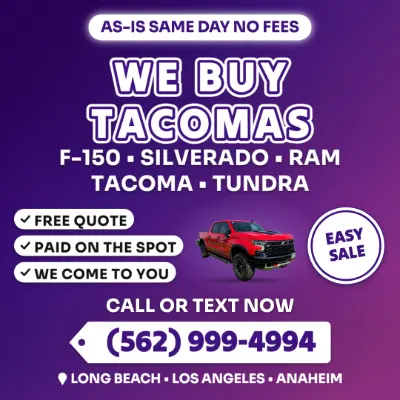 AS-IS SAME DAY NO FEES
WE BUY
TACOMAS
F-150 • SILVERADO • RAM
TACOMA • TUNDRA
✓ FREE QUOTE
✓ PAID ON THE SPOT
✓ WE COME TO YOU
EASY
SALE
CALL OR TEXT NOW
(562) 999-4994
LONG BEACH • LOS ANGELES • ANAHEIM